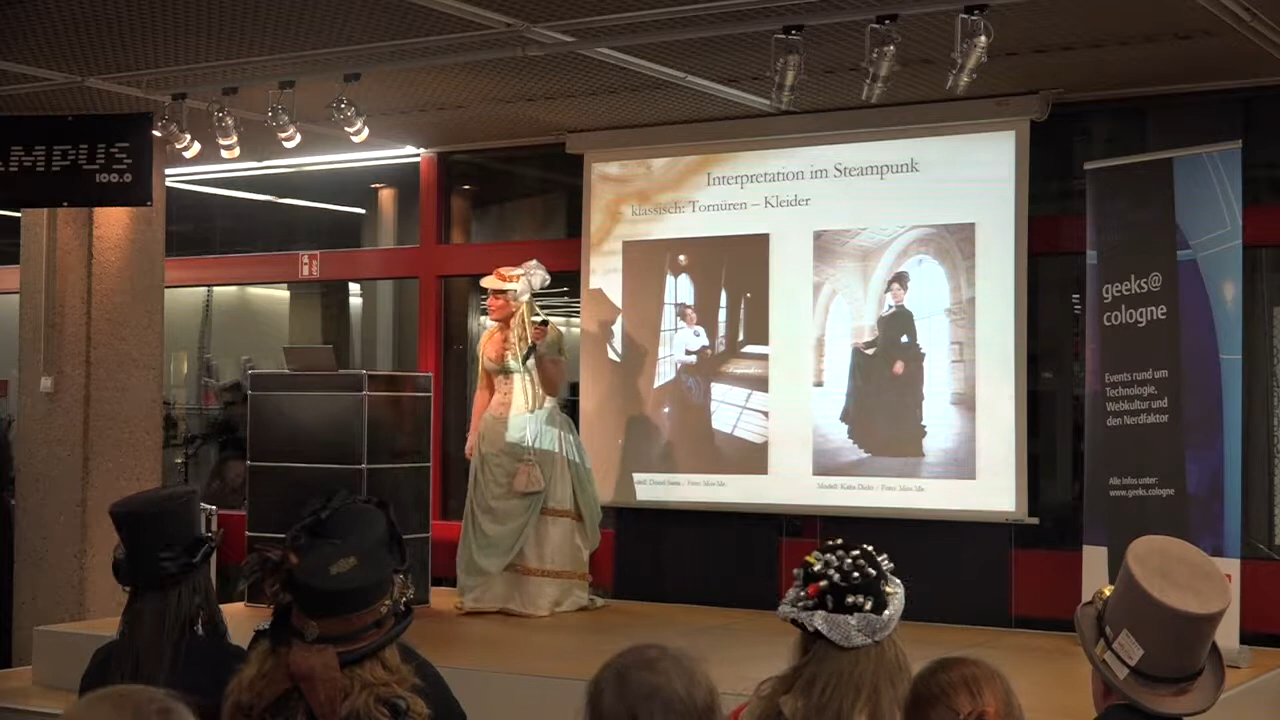 AMPUS
100.0
Interpretation im Steampunk
klassisch: Tornüren – Kleider
geeks@
cologne
Events rund um
Technologie,
Webkultur und
den Nerdfaktor
Alle Infos unter:
www.geeks.cologne